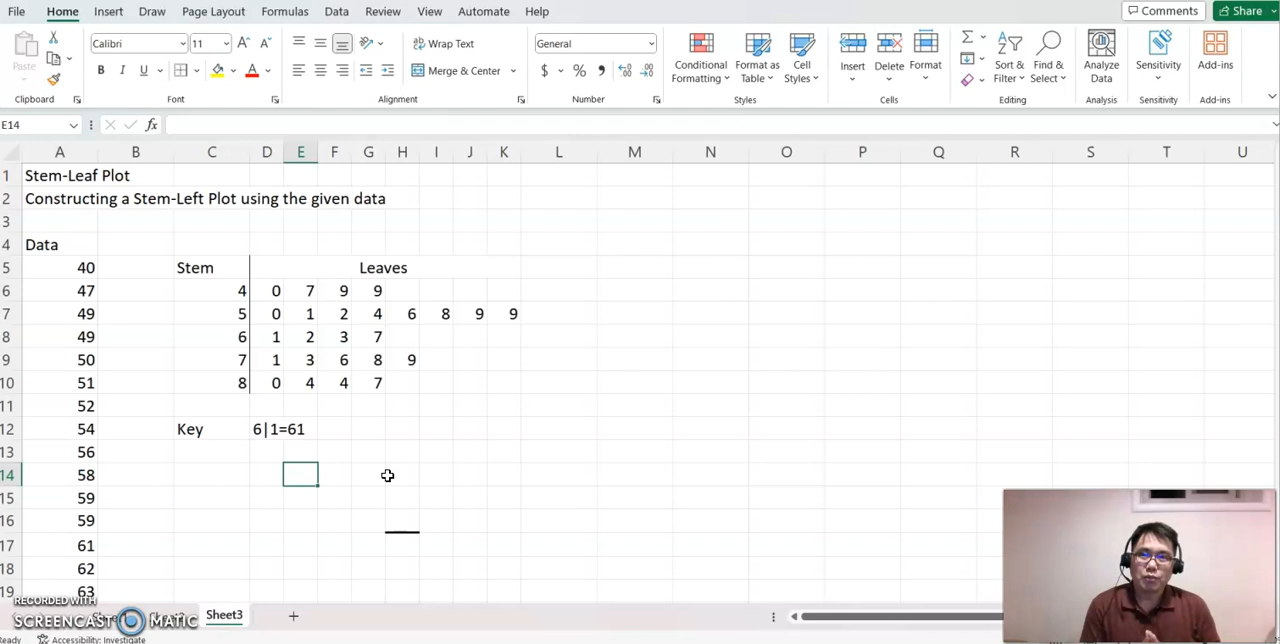 File Home Insert Draw Page Layout Formulas Data Review View Automate Help Comments Share
Calibri 11 Wrap Text General
Paste Merge & Center Conditional Formatting Format as Table Cell Styles Insert Delete Format Sort & Filter Find & Select Analyze Data Sensitivity Add-ins
Clipboard Font Alignment Number Styles Cells Editing Analysis Sensitivity Add-ins
E14 fx
A B C D E F G H I J K L M N O P Q R S T U
1 Stem-Leaf Plot
2 Constructing a Stem-Left Plot using the given data
3
4 Data
5 40 Stem Leaves
6 47 4 0 7 9 9
7 49 5 0 1 2 4 6 8 9 9
8 49 6 1 2 3 7
9 50 7 1 3 6 8 9
10 51 8 0 4 4 7
11 52
12 54 Key 6|1=61
13 56
14 58
15 59
16 59
17 61
18 62
19 63
RECORDED WITH
SCREENCAST MATIC
Sheet3
Ready Accessibility: Investigate